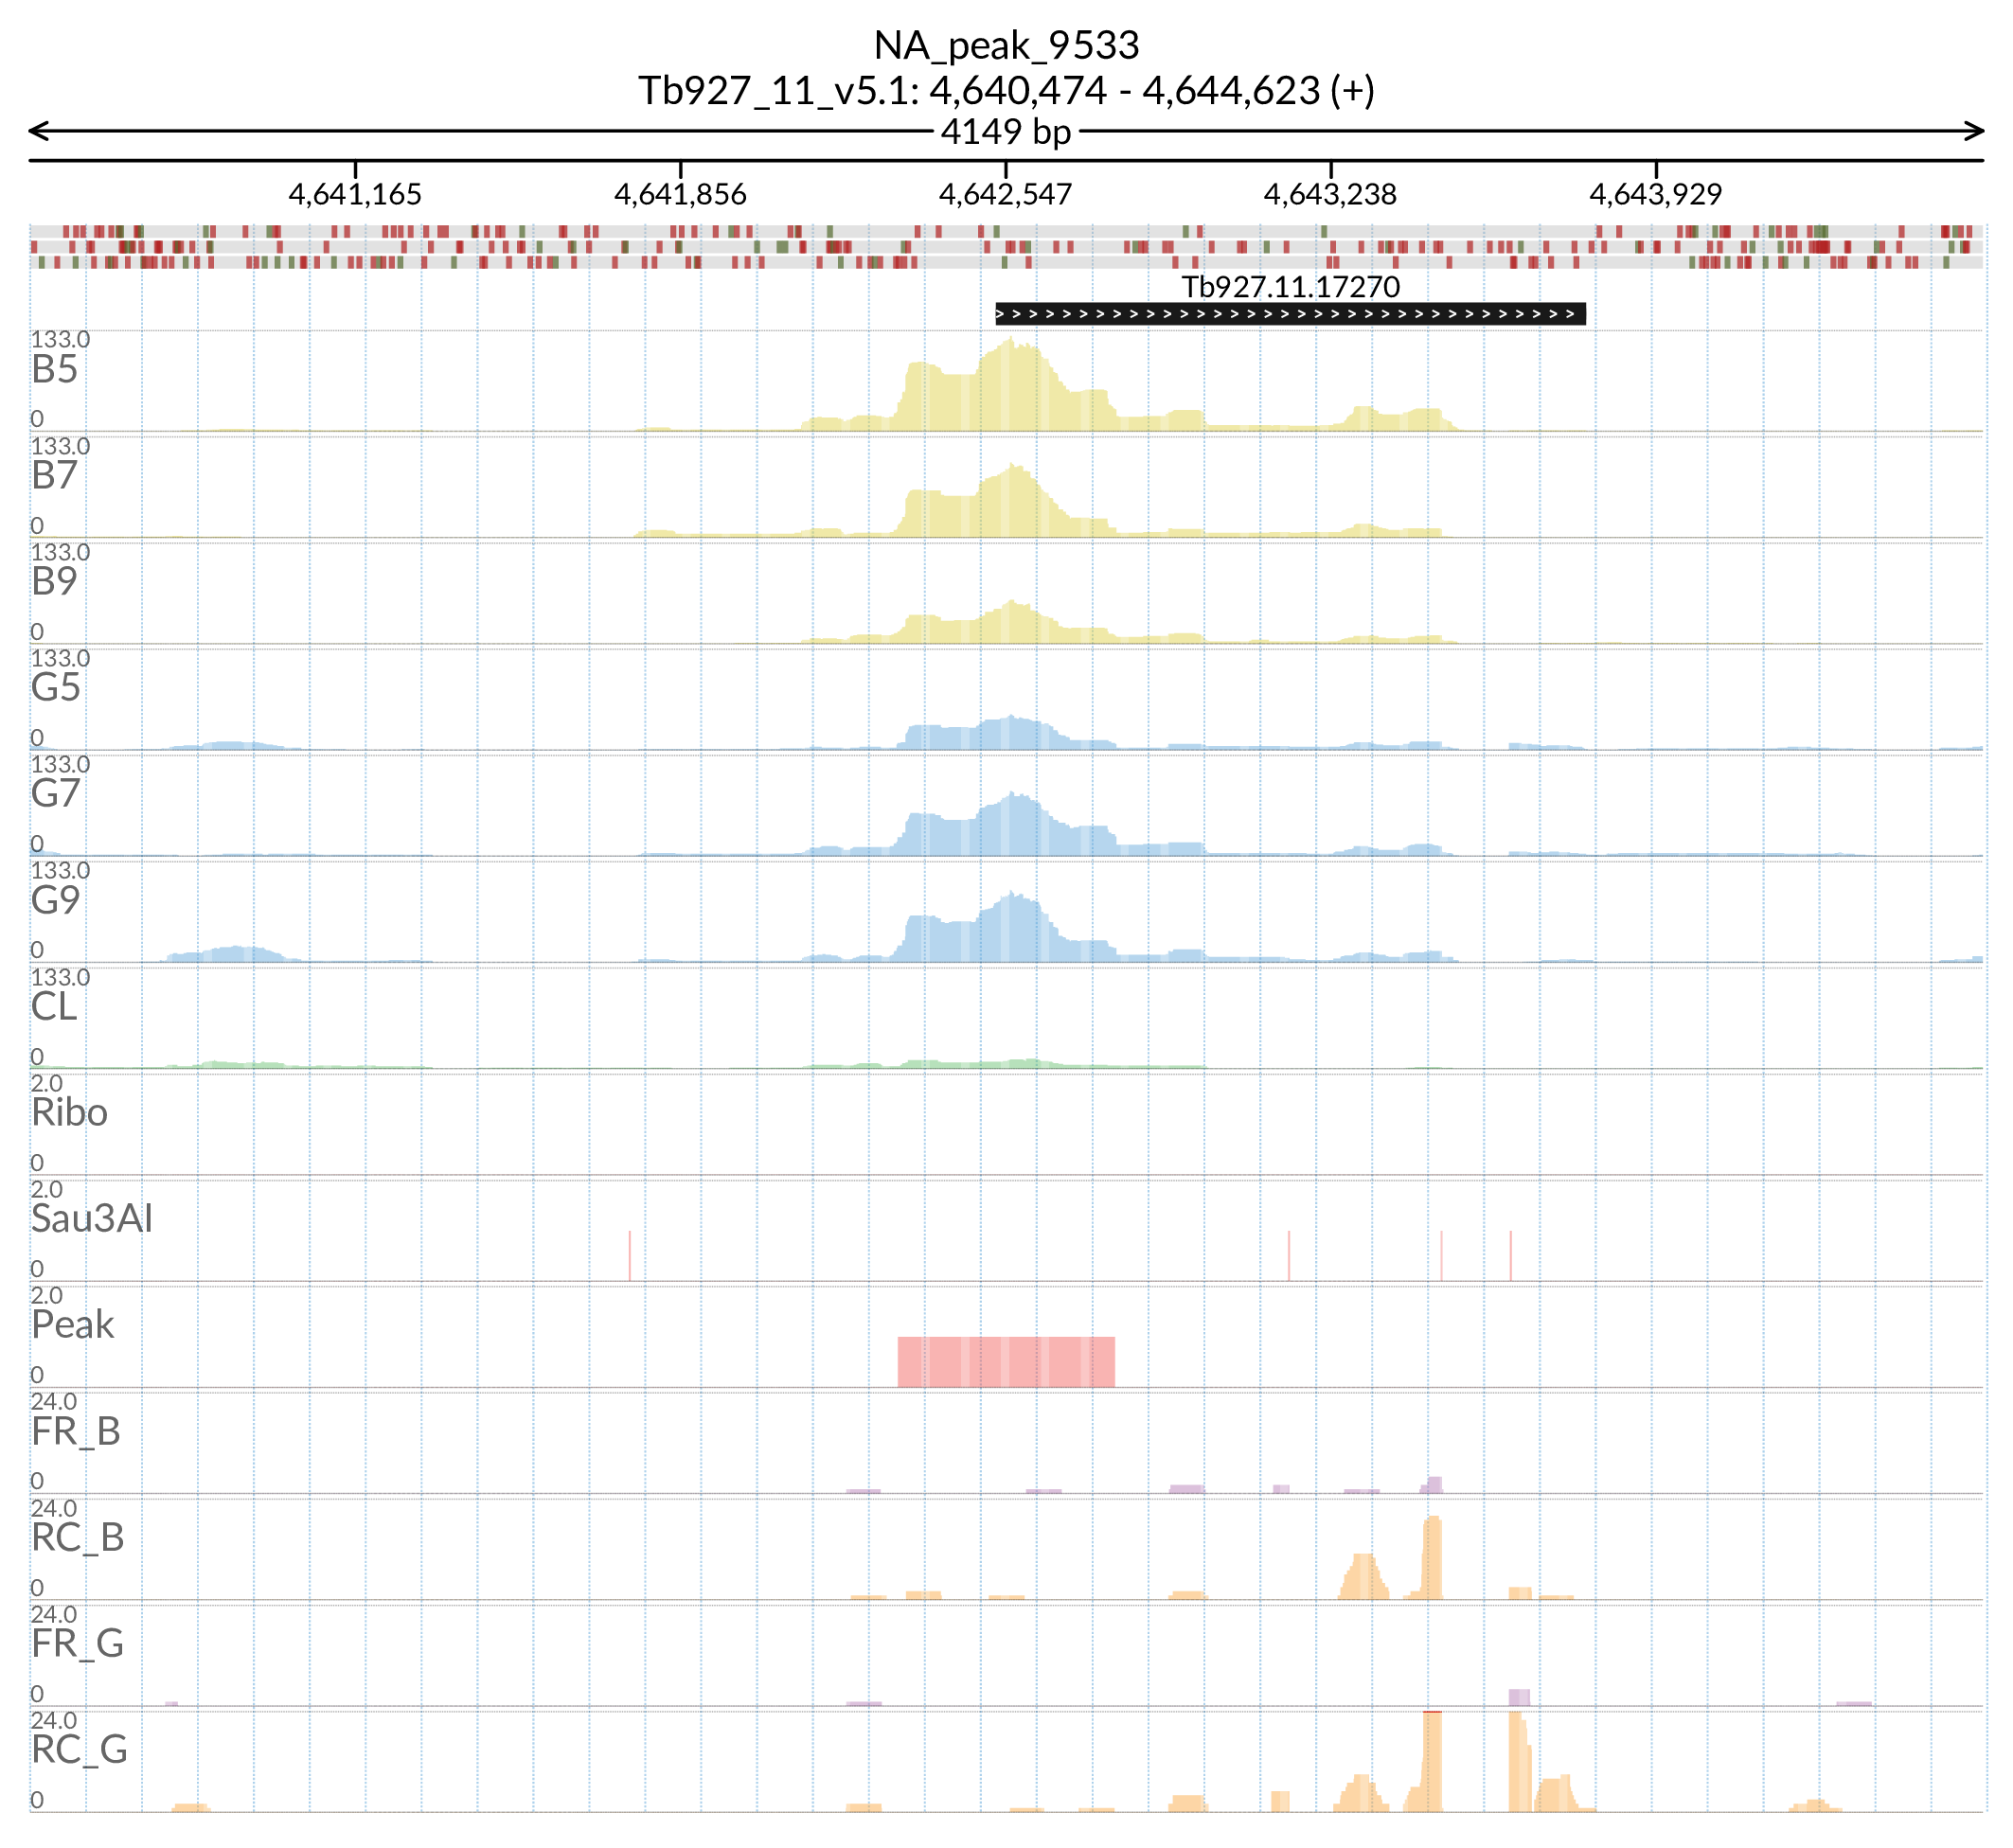 NA_peak_9533
Tb927_11_v5.1: 4,640,474 - 4,644,623 (+)
4149 bp
4,641,165 4,641,856 4,642,547 4,643,238 4,643,929
Tb927.11.17270
133.0
B5
0
133.0
B7
0
133.0
B9
0
133.0
G5
0
133.0
G7
0
133.0
G9
0
133.0
CL
0
2.0
Ribo
0
2.0
Sau3AI
0
2.0
Peak
0
24.0
FR_B
0
24.0
RC_B
0
24.0
FR_G
0
24.0
RC_G
0